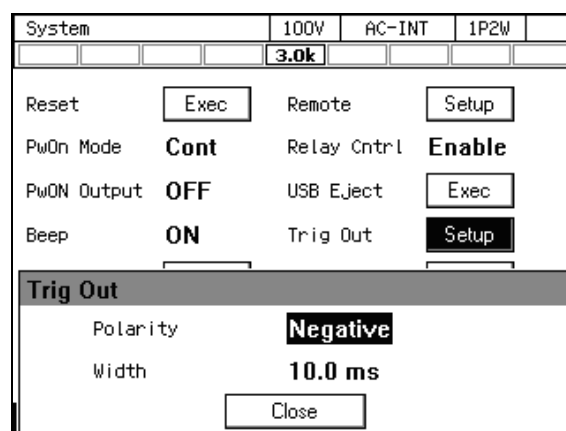 System 100V AC-INT 1P2W
3.0k
Reset Exec Remote Setup
PwOn Mode Cont Relay Cntrl Enable
PwON Output OFF USB Eject Exec
Beep ON Trig Out Setup
Trig Out
Polarity Negative
Width 10.0 ms
Close